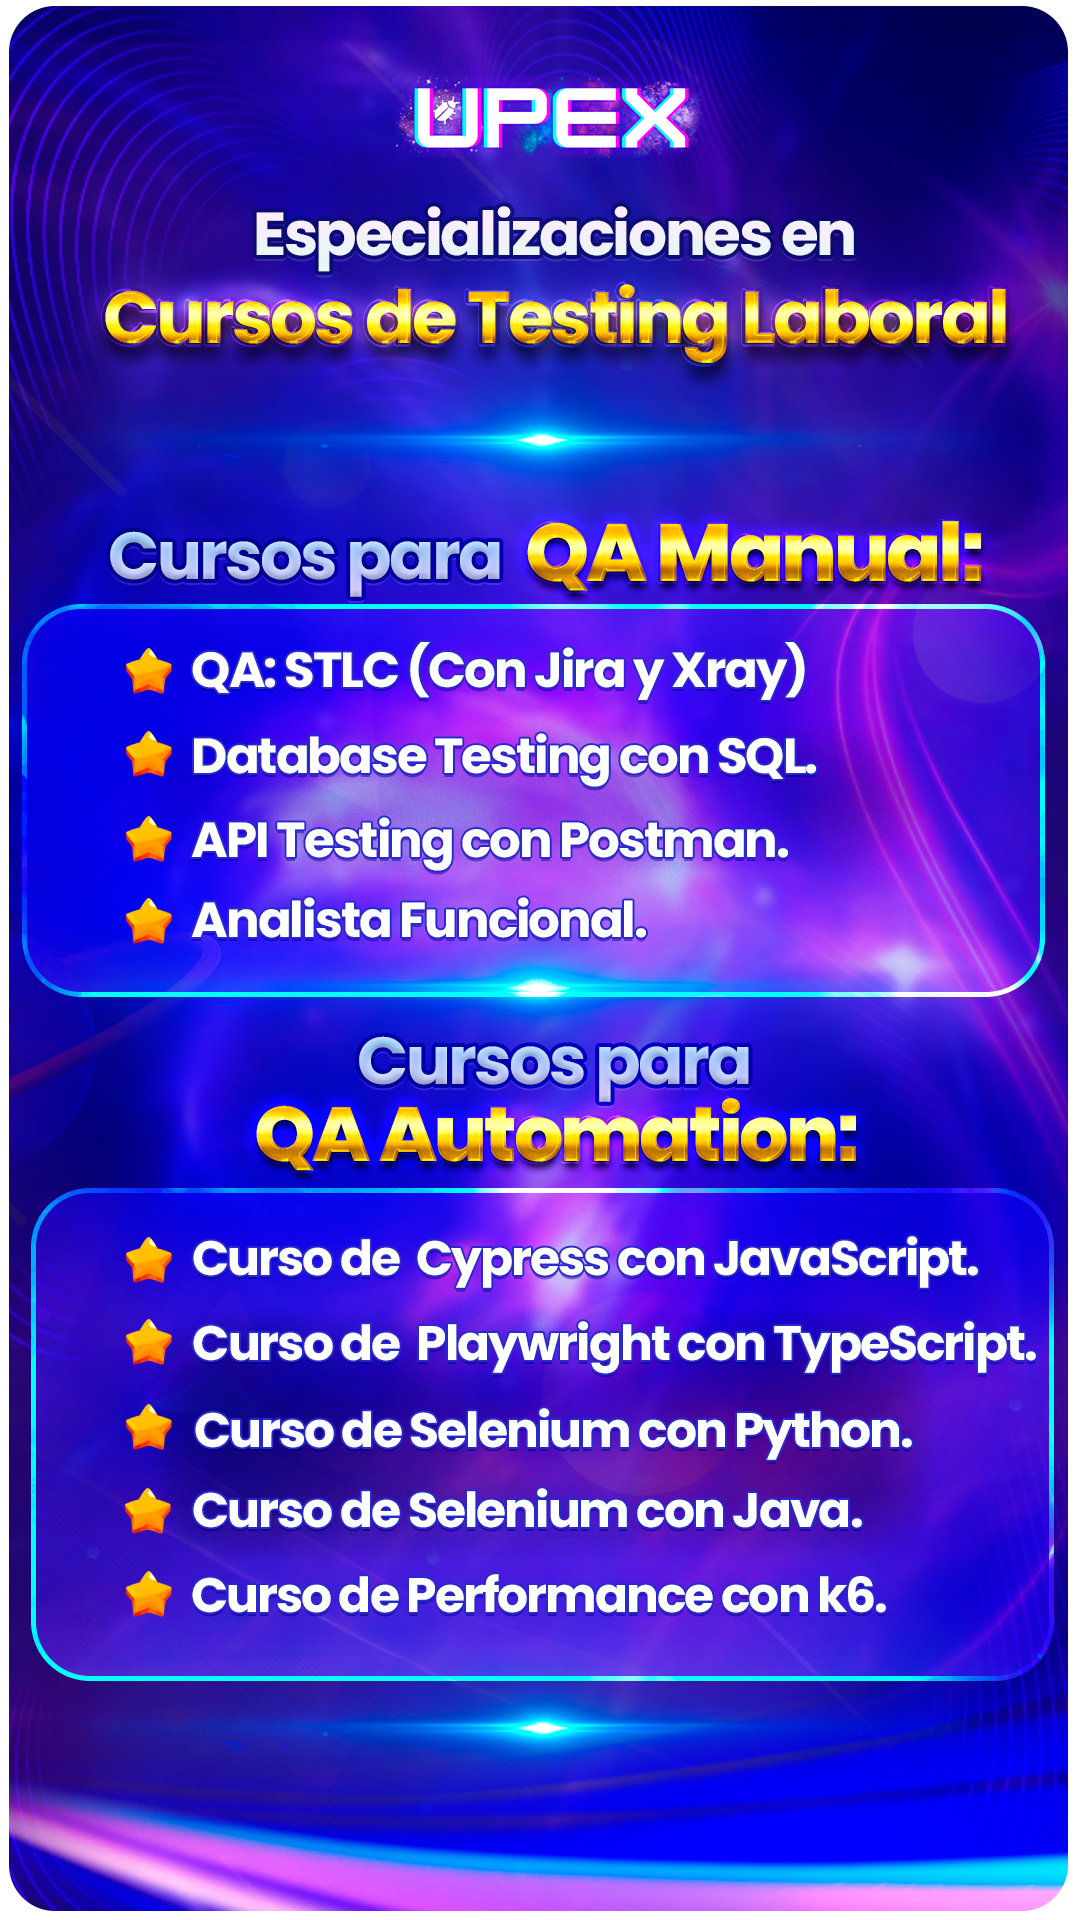 UPEX
Especializaciones en
Cursos de Testing Laboral
Cursos para QA Manual:
QA: STLC (Con Jira y Xray)
Database Testing con SQL.
API Testing con Postman.
Analista Funcional.
Cursos para
QA Automation:
Curso de Cypress con JavaScript.
Curso de Playwright con TypeScript.
Curso de Selenium con Python.
Curso de Selenium con Java.
Curso de Performance con k6.